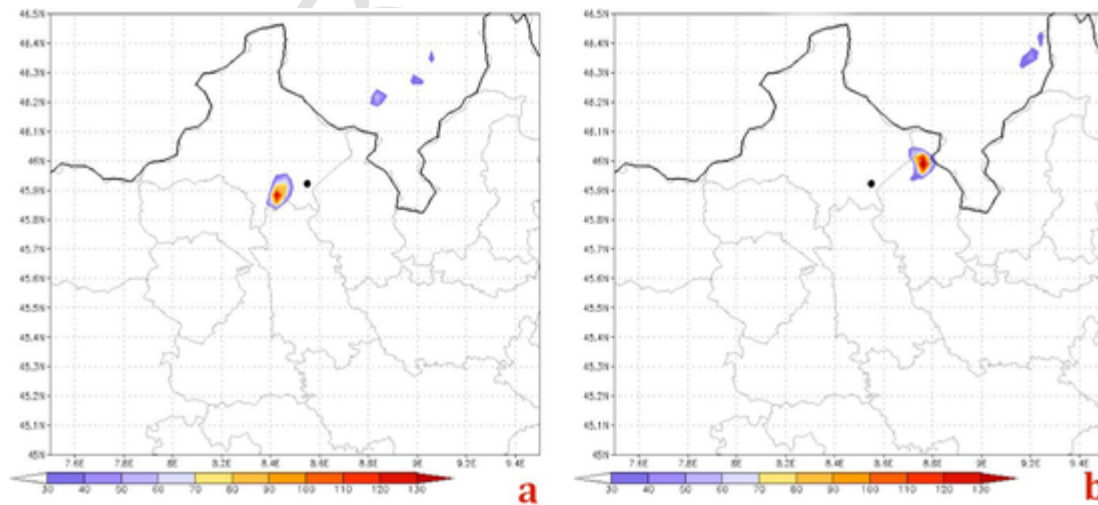 46.5N
46.4N
46.3N
46.2N
46.1N
46N
45.9N
45.8N
45.7N
45.6N
45.5N
45.4N
45.3N
45.2N
45.1N
45N
7.6E 7.8E 8E 8.2E 8.4E 8.6E 8.8E 9E 9.2E 9.4E
30 40 50 60 70 80 90 100 110 120 130
a
46.5N
46.4N
46.3N
46.2N
46.1N
46N
45.9N
45.8N
45.7N
45.6N
45.5N
45.4N
45.3N
45.2N
45.1N
45N
7.6E 7.8E 8E 8.2E 8.4E 8.6E 8.8E 9E 9.2E 9.4E
30 40 50 60 70 80 90 100 110 120 130
b